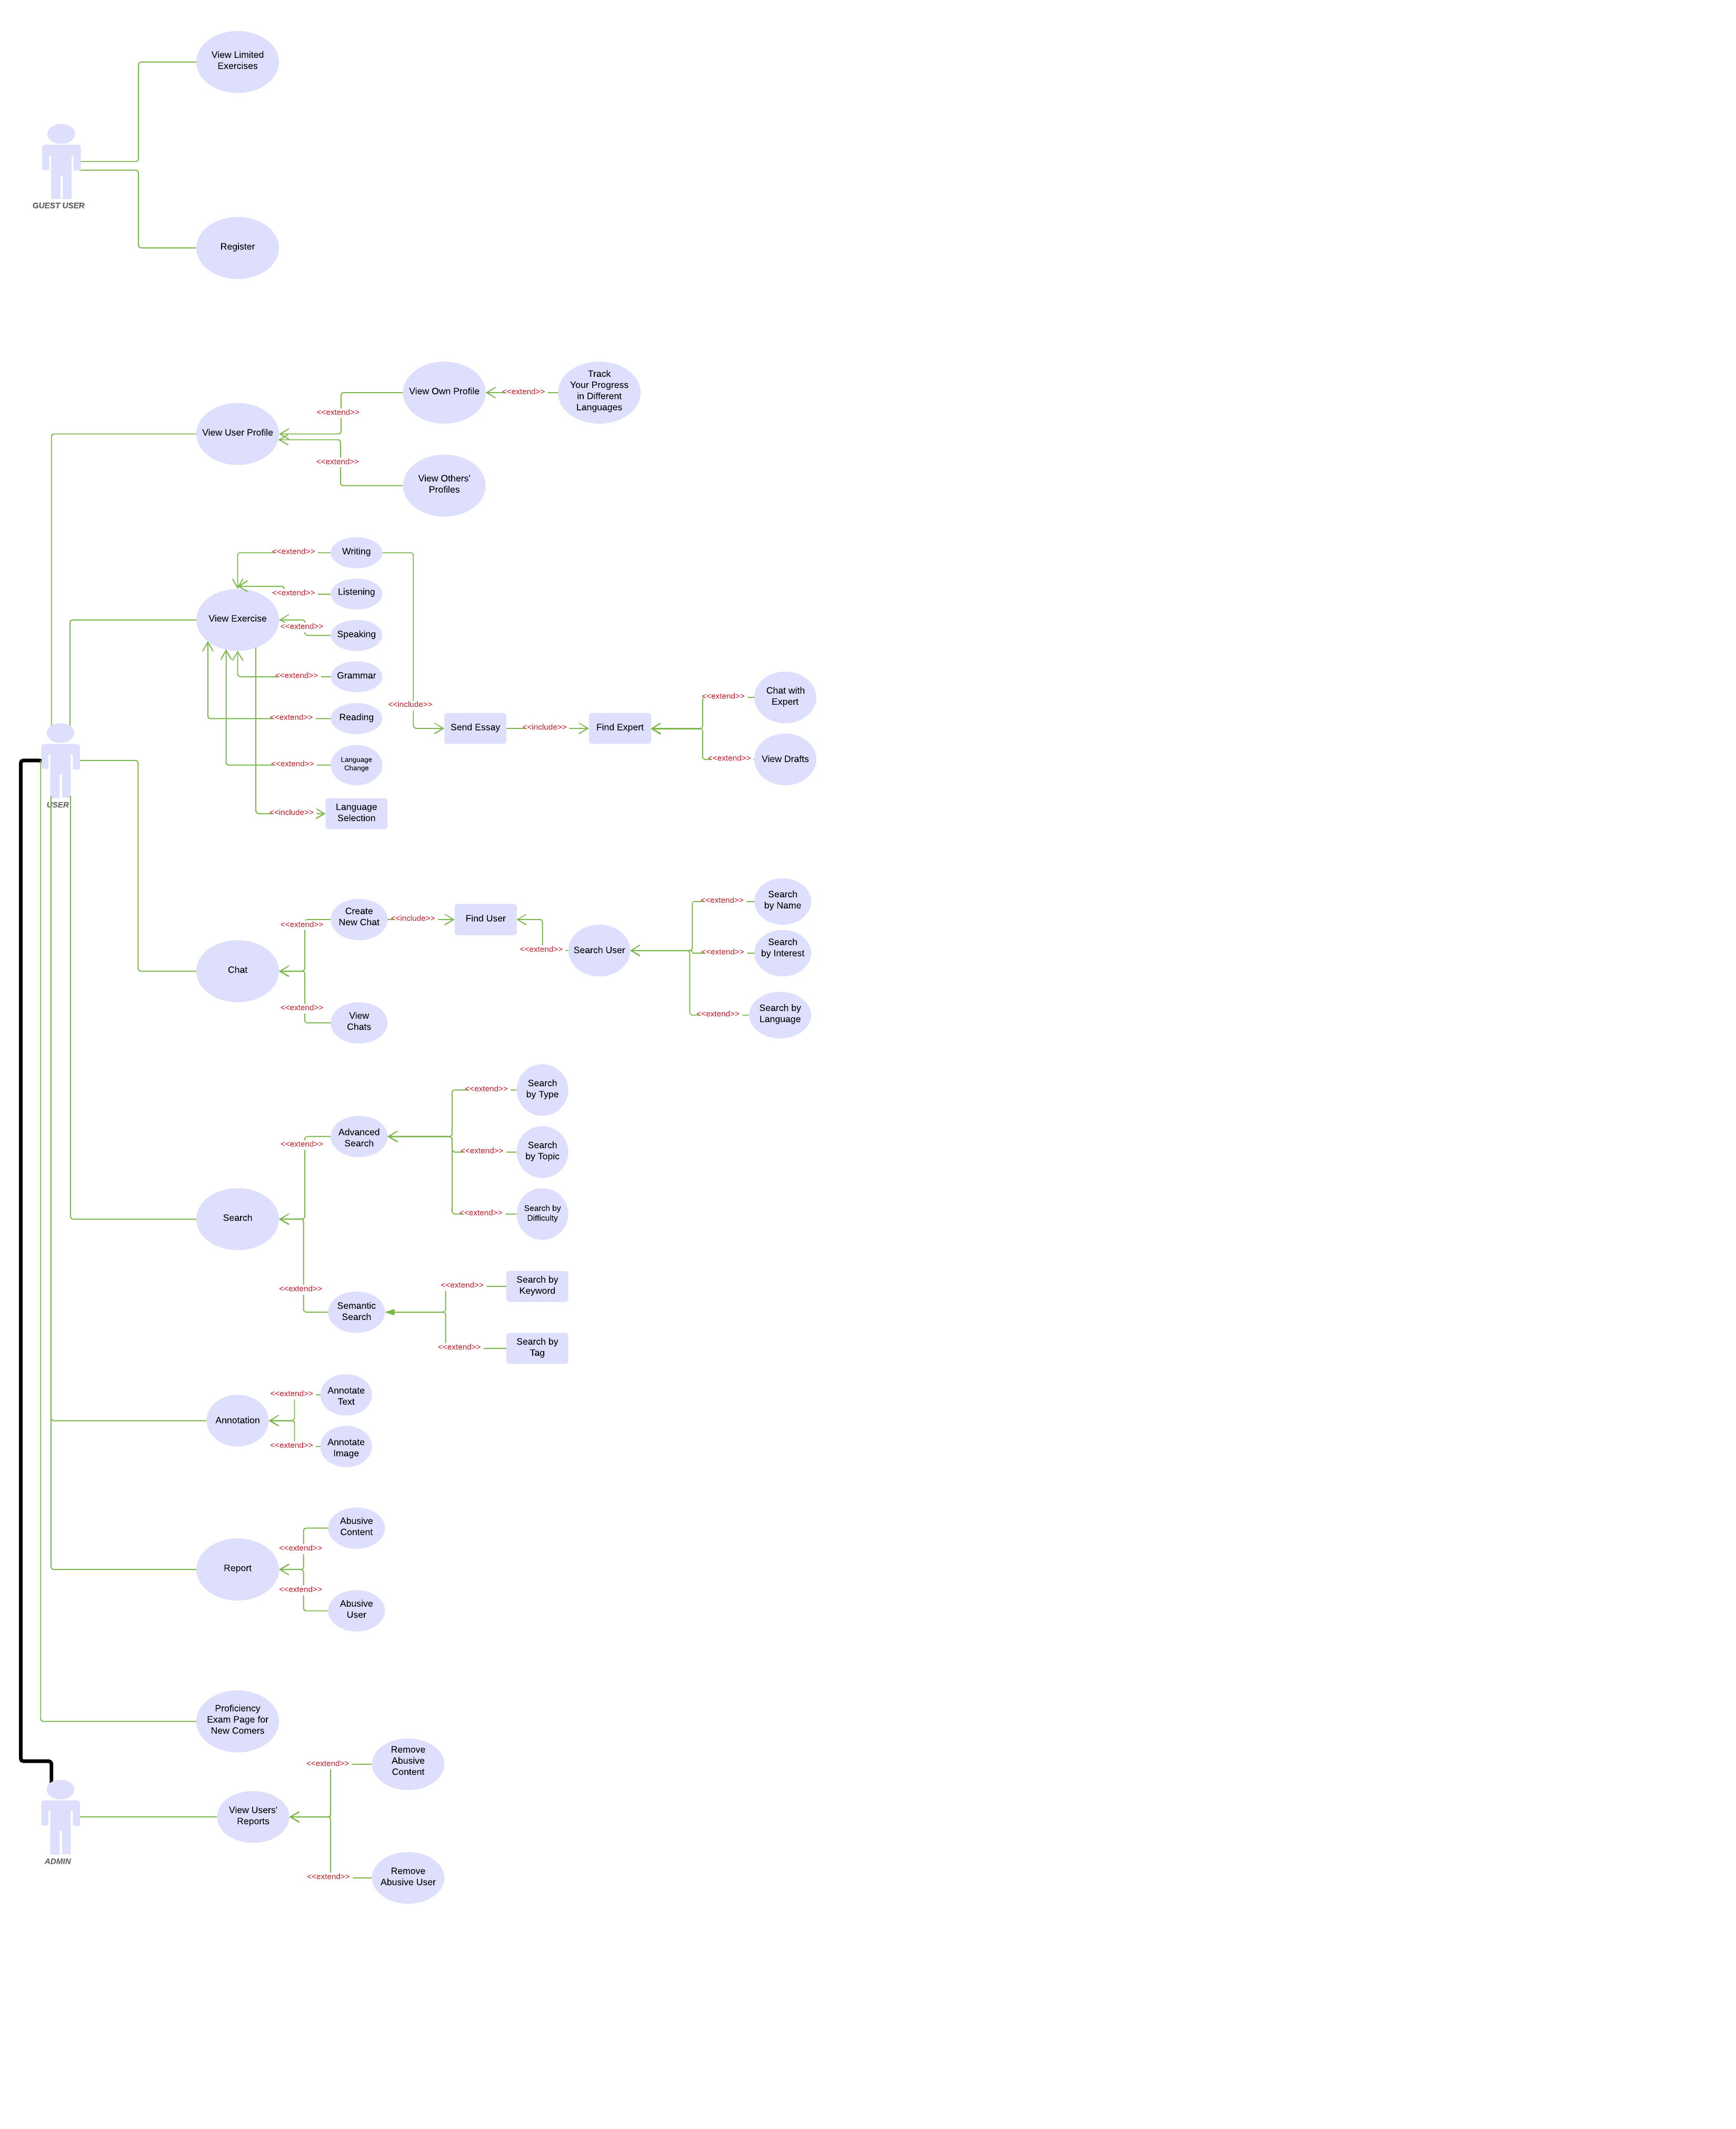 View Limited
Exercises
GUEST USER
Register
View User Profile
<<extend>>
View Own Profile
<<extend>>
Track
Your Progress
in Different
Languages
<<extend>>
View Others'
Profiles
View Exercise
<<extend>>
Writing
<<extend>>
Listening
<<extend>>
Speaking
<<extend>>
Grammar
<<extend>>
Reading
<<extend>>
Language
Change
<<include>>
Language
Selection
<<include>>
Send Essay
<<include>>
Find Expert
<<extend>>
Chat with
Expert
<<extend>>
View Drafts
USER
Chat
<<extend>>
Create
New Chat
<<include>>
Find User
<<extend>>
Search User
<<extend>>
Search
by Name
<<extend>>
Search
by Interest
<<extend>>
Search by
Language
<<extend>>
View
Chats
Search
<<extend>>
Advanced
Search
<<extend>>
Search
by Type
<<extend>>
Search
by Topic
<<extend>>
Search by
Difficulty
<<extend>>
Semantic
Search
<<extend>>
Search by
Keyword
<<extend>>
Search by
Tag
Annotation
<<extend>>
Annotate
Text
<<extend>>
Annotate
Image
Report
Abusive
Content
<<extend>>
<<extend>>
Abusive
User
Proficiency
Exam Page for
New Comers
ADMIN
View Users'
Reports
<<extend>>
Remove
Abusive
Content
<<extend>>
Remove
Abusive User